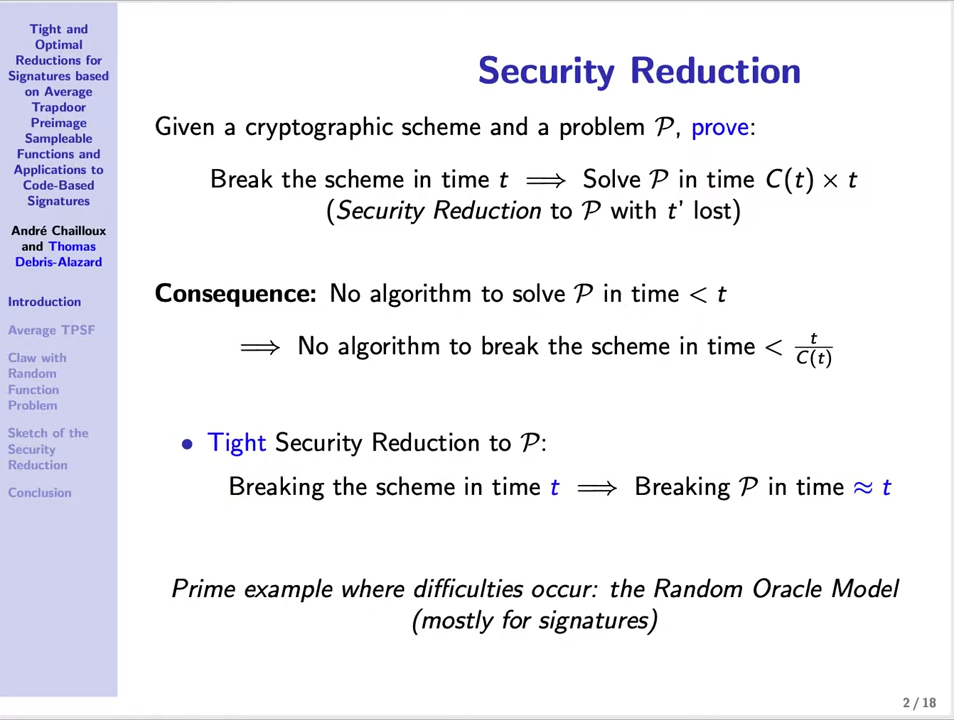 Tight and
Optimal
Reductions for
Signatures based
on Average
Trapdoor
Preimage
Sampleable
Functions and
Applications to
Code-Based
Signatures
André Chailloux
and Thomas
Debris-Alazard
Introduction
Average TPSF
Claw with
Random
Function
Problem
Sketch of the
Security
Reduction
Conclusion
Security Reduction
Given a cryptographic scheme and a problem 𝒫, prove:
Break the scheme in time t ⟹ Solve 𝒫 in time C(t) × t
(Security Reduction to 𝒫 with t' lost)
Consequence: No algorithm to solve 𝒫 in time < t
⟹ No algorithm to break the scheme in time < t/C(t)
• Tight Security Reduction to 𝒫:
Breaking the scheme in time t ⟹ Breaking 𝒫 in time ≈ t
Prime example where difficulties occur: the Random Oracle Model
(mostly for signatures)
2 / 18